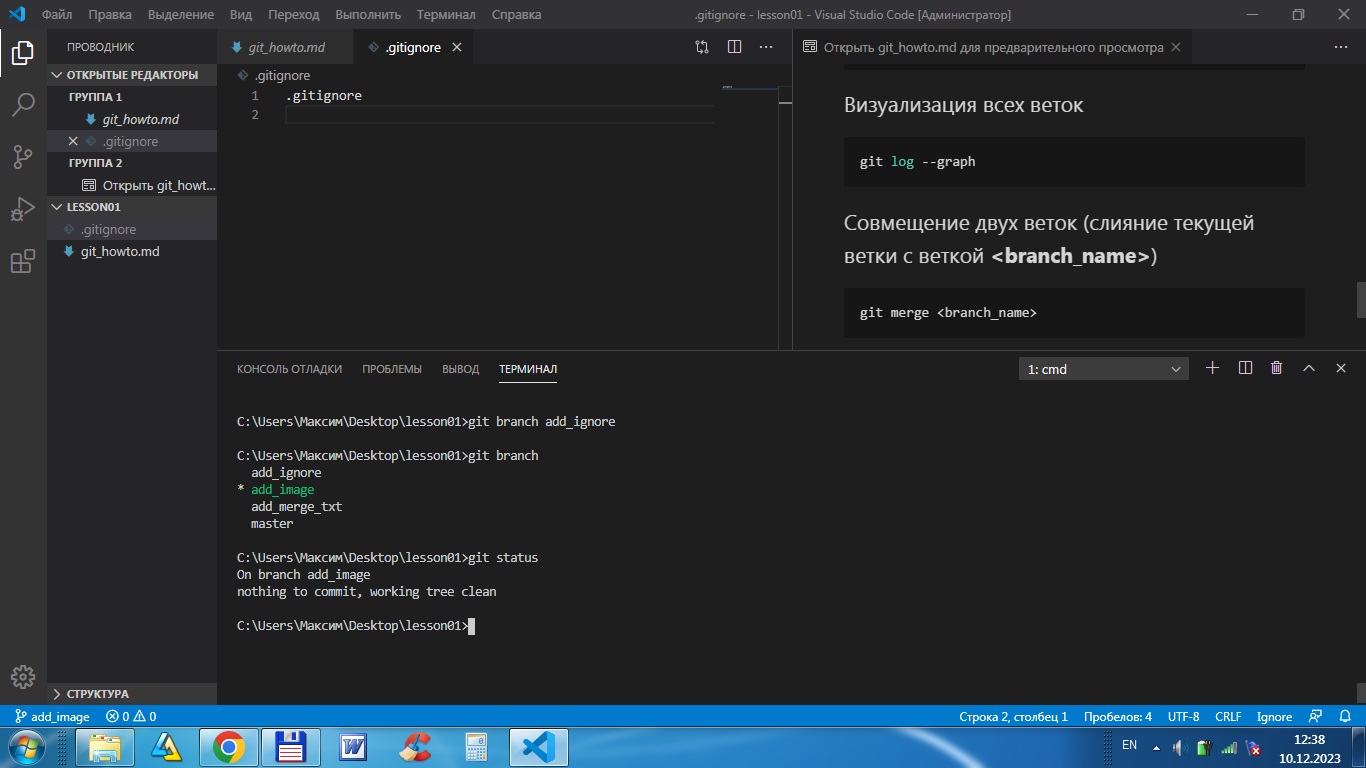 Файл Правка Выделение Вид Переход Выполнить Терминал Справка
.gitignore - lesson01 - Visual Studio Code [Администратор]
ПРОВОДНИК
ОТКРЫТЫЕ РЕДАКТОРЫ
ГРУППА 1
git_howto.md
.gitignore
ГРУППА 2
Открыть git_howt...
LESSON01
.gitignore
git_howto.md
СТРУКТУРА
git_howto.md
.gitignore
.gitignore
1 .gitignore
2
Открыть git_howto.md для предварительного просмотра
Визуализация всех веток
git log --graph
Совмещение двух веток (слияние текущей
ветки с веткой <branch_name>)
git merge <branch_name>
КОНСОЛЬ ОТЛАДКИ ПРОБЛЕМЫ ВЫВОД ТЕРМИНАЛ
1: cmd
C:\Users\Максим\Desktop\lesson01>git branch add_ignore
C:\Users\Максим\Desktop\lesson01>git branch
add_ignore
* add_image
add_merge_txt
master
C:\Users\Максим\Desktop\lesson01>git status
On branch add_image
nothing to commit, working tree clean
C:\Users\Максим\Desktop\lesson01>
add_image 0 0
Строка 2, столбец 1 Пробелов: 4 UTF-8 CRLF Ignore
EN
12:38
10.12.2023